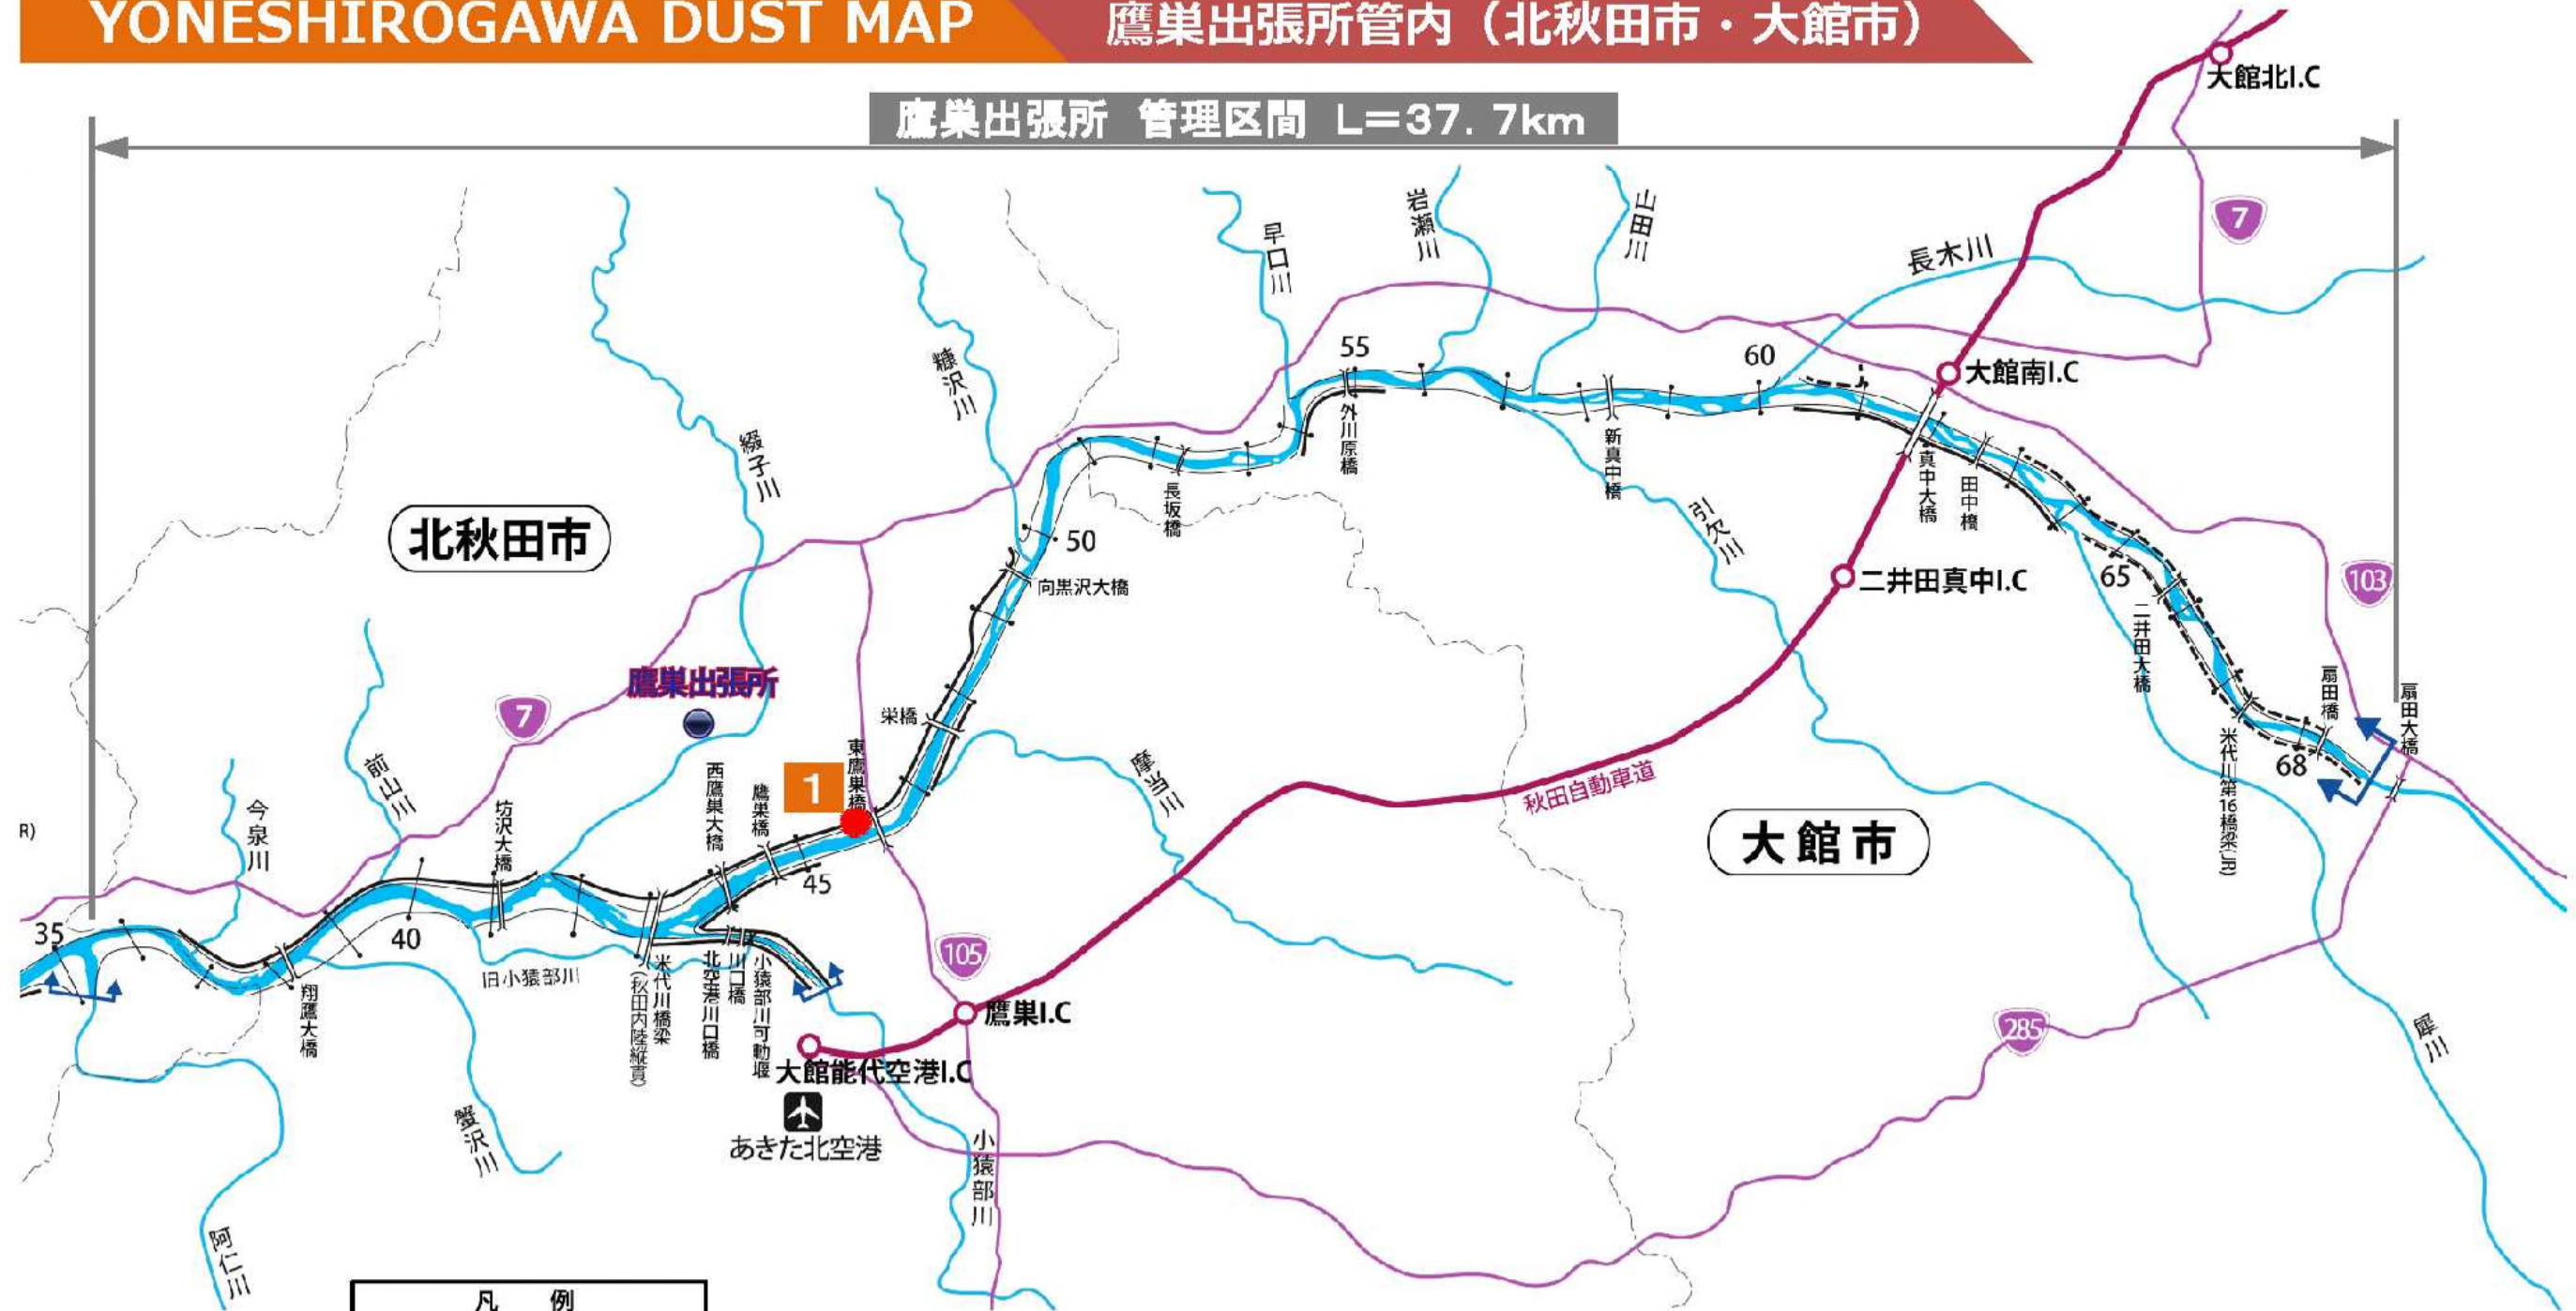 YONESHIROGAWA DUST MAP
鷹巣出張所管内（北秋田市・大館市）
大館北I.C
鷹巣出張所 管理区間 L＝37．7km
7
岩瀬川
山田川
早口川
長木川
糠沢川
55
60
大館南I.C
外川原橋
新真中橋
綴子川
長坂橋
真中大橋
田中橋
引欠川
北秋田市
50
向黒沢大橋
二井田真中I.C
65
103
二井田大橋
鷹巣出張所
7
栄橋
東鷹巣橋
扇田橋
扇田大橋
68
米代川第16橋梁(JR)
前山川
今泉川
坊沢大橋
西鷹巣大橋
鷹巣橋
1
摩当川
秋田自動車道
大館市
R)
45
35
40
旧小猿部川
翔鷹大橋
米代川橋梁
(秋田内陸縦貫)
北空港川口橋
川口橋
小猿部川可動堰
105
鷹巣I.C
285
犀川
大館能代空港I.C
あきた北空港
蟹沢川
小猿部川
阿仁川
凡 例